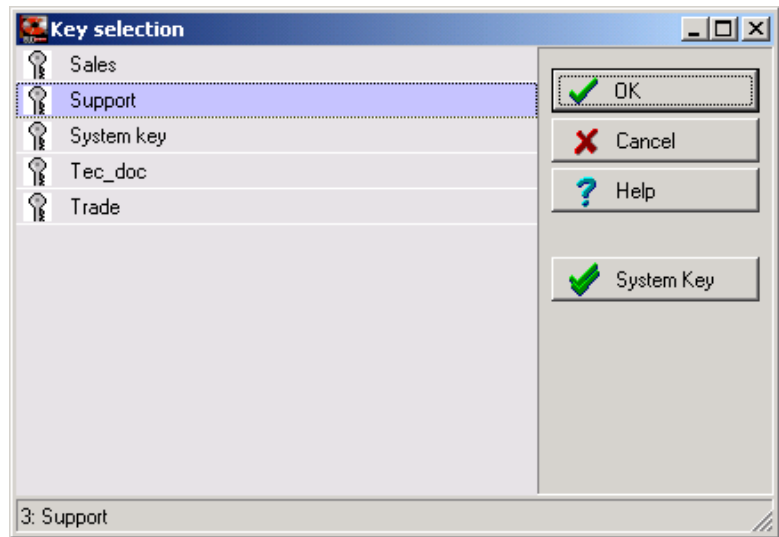 Key selection
Sales
Support
System key
Tec_doc
Trade
OK
Cancel
Help
System Key
3: Support